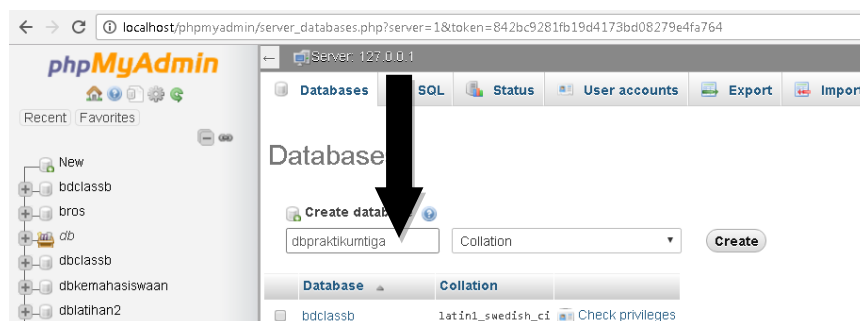 localhost/phpmyadmin/server_databases.php?server=1&token=842bc9281fb19d4173bd08279e4fa764
phpMyAdmin
Recent Favorites
New
bdclassb
bros
db
dbclassb
dbkemahasiswaan
dblatihan2
Server: 127.0.0.1
Databases SQL Status User accounts Export Impor
Database
Create datab
dbpraktikumtiga Collation Create
Database Collation
bdclassb latin1_swedish_ci Check privileges